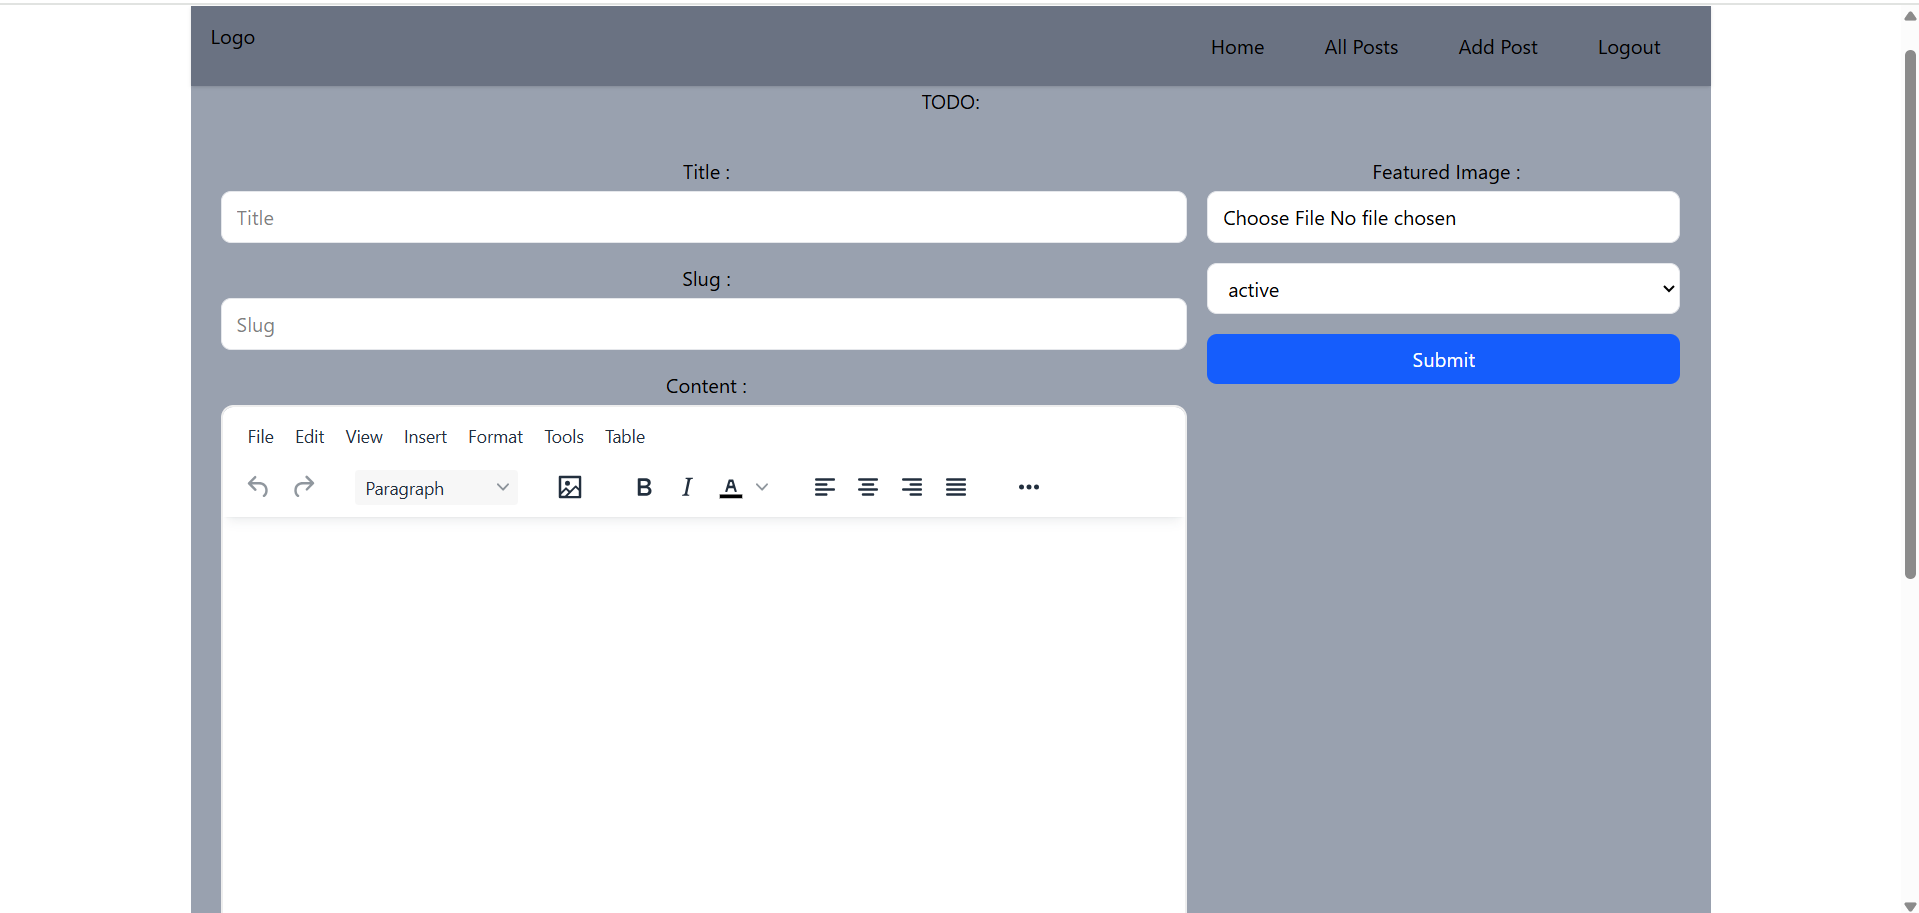 Logo
Home All Posts Add Post Logout
TODO:
Title :
Title
Slug :
Slug
Content :
File Edit View Insert Format Tools Table
Paragraph B I A
Featured Image :
Choose File No file chosen
active
Submit